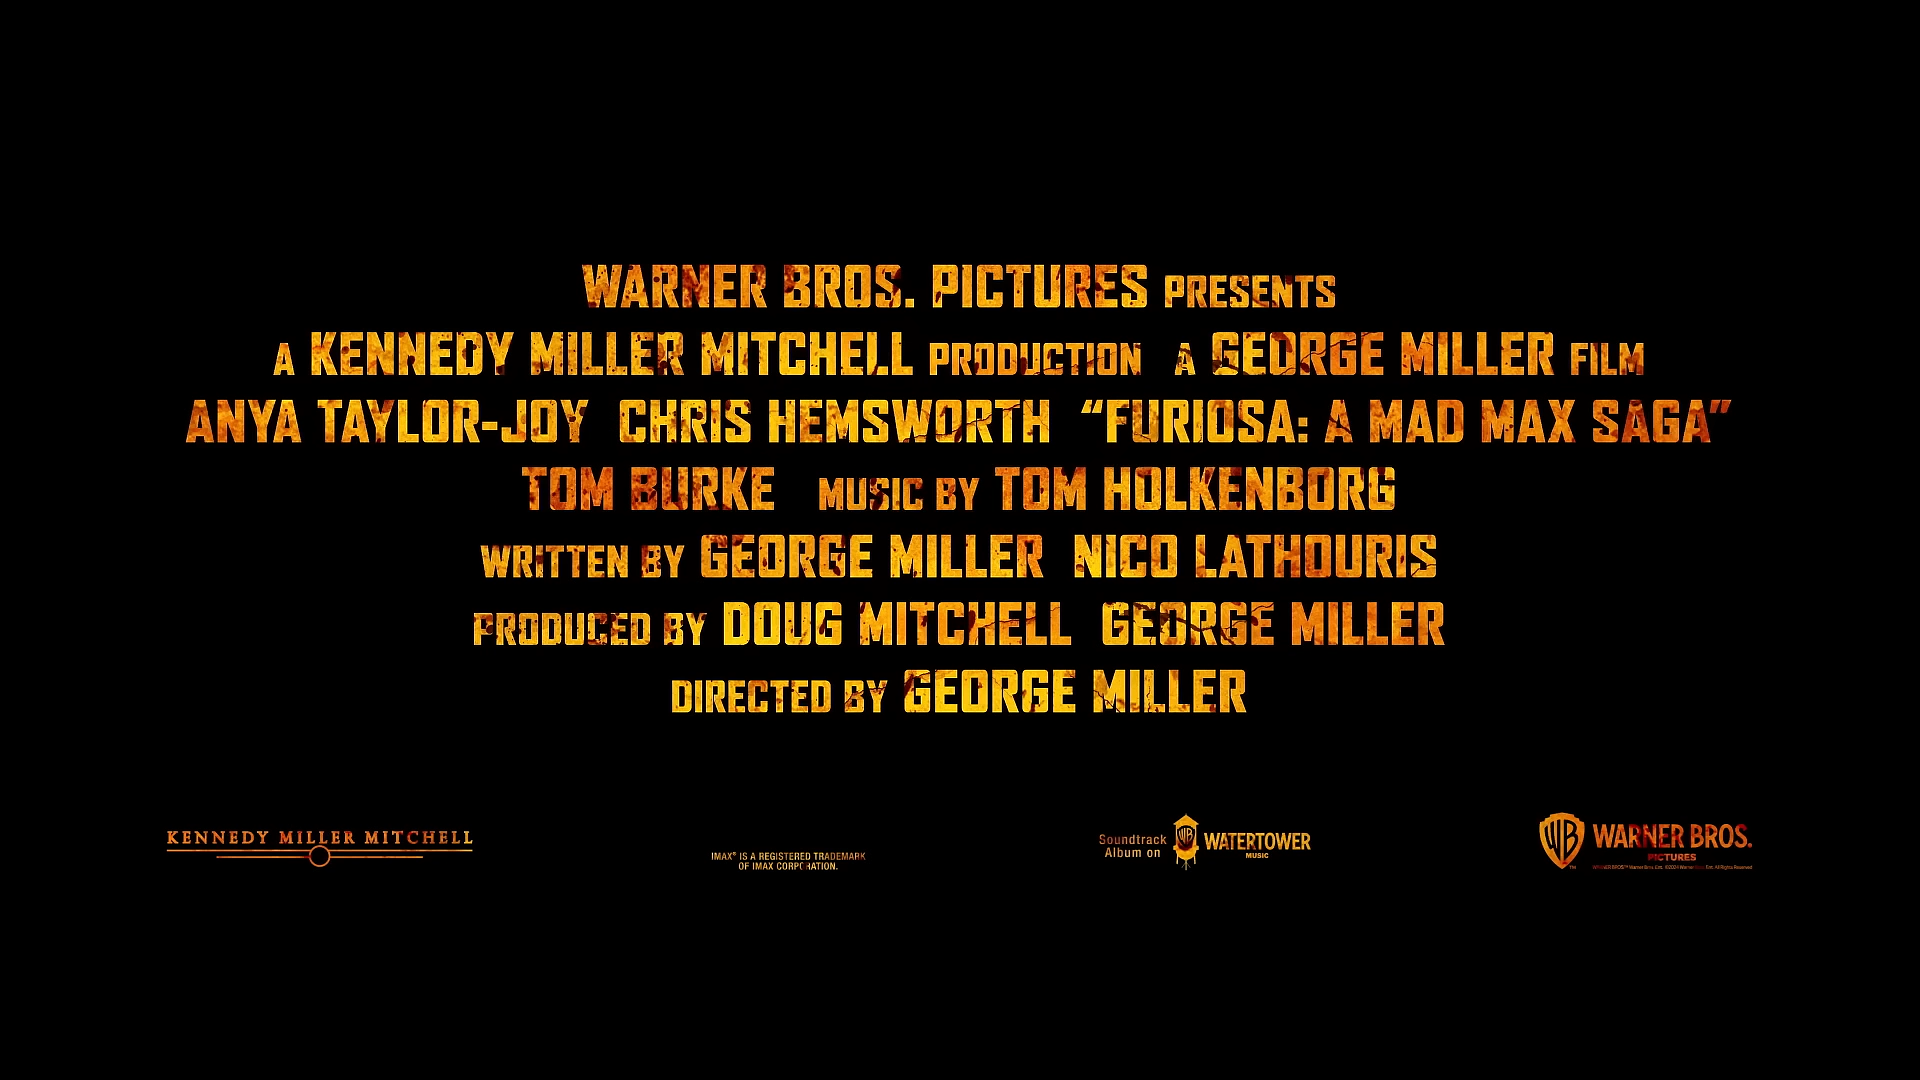 WARNER BROS. PICTURES PRESENTS
A KENNEDY MILLER MITCHELL PRODUCTION A GEORGE MILLER FILM
ANYA TAYLOR-JOY CHRIS HEMSWORTH “FURIOSA: A MAD MAX SAGA”
TOM BURKE MUSIC BY TOM HOLKENBORG
WRITTEN BY GEORGE MILLER NICO LATHOURIS
PRODUCED BY DOUG MITCHELL GEORGE MILLER
DIRECTED BY GEORGE MILLER
KENNEDY MILLER MITCHELL
IMAX® IS A REGISTERED TRADEMARK
OF IMAX CORPORATION.
Soundtrack
Album on
WB
WATERTOWER
MUSIC
WB
WARNER BROS.
PICTURES